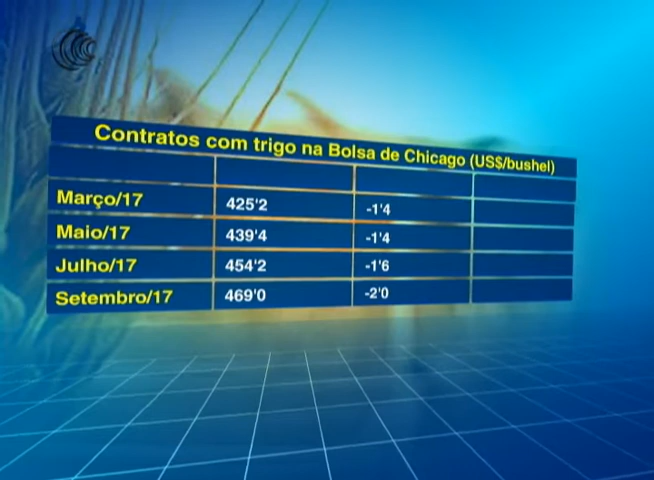 Contratos com trigo na Bolsa de Chicago (US$/bushel)
Março/17 425'2 -1'4
Maio/17 439'4 -1'4
Julho/17 454'2 -1'6
Setembro/17 469'0 -2'0